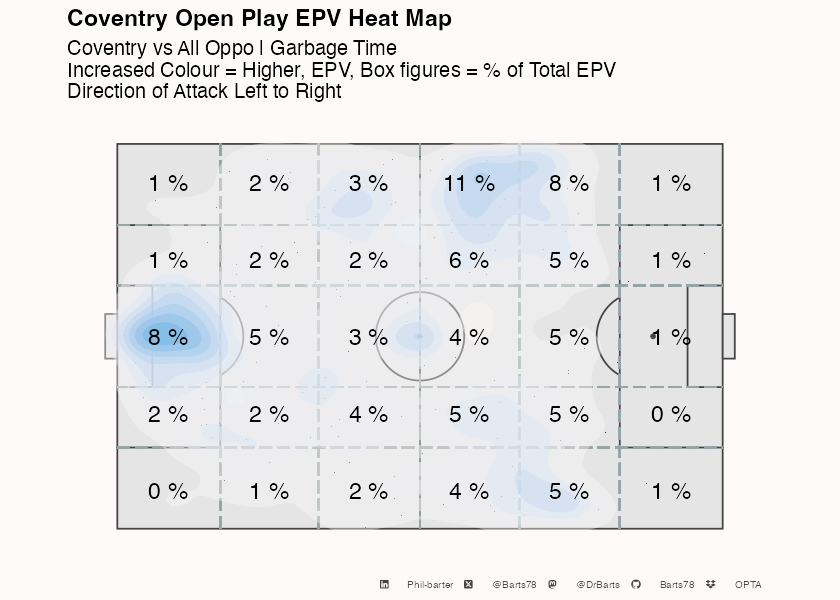 Coventry Open Play EPV Heat Map
Coventry vs All Oppo | Garbage Time
Increased Colour = Higher, EPV, Box figures = % of Total EPV
Direction of Attack Left to Right
1 % 2 % 3 % 11 % 8 % 1 %
1 % 2 % 2 % 6 % 5 % 1 %
8 % 5 % 3 % 4 % 5 % 1 %
2 % 2 % 4 % 5 % 5 % 0 %
0 % 1 % 2 % 4 % 5 % 1 %
Phil-barter @Barts78 @DrBarts Barts78 OPTA